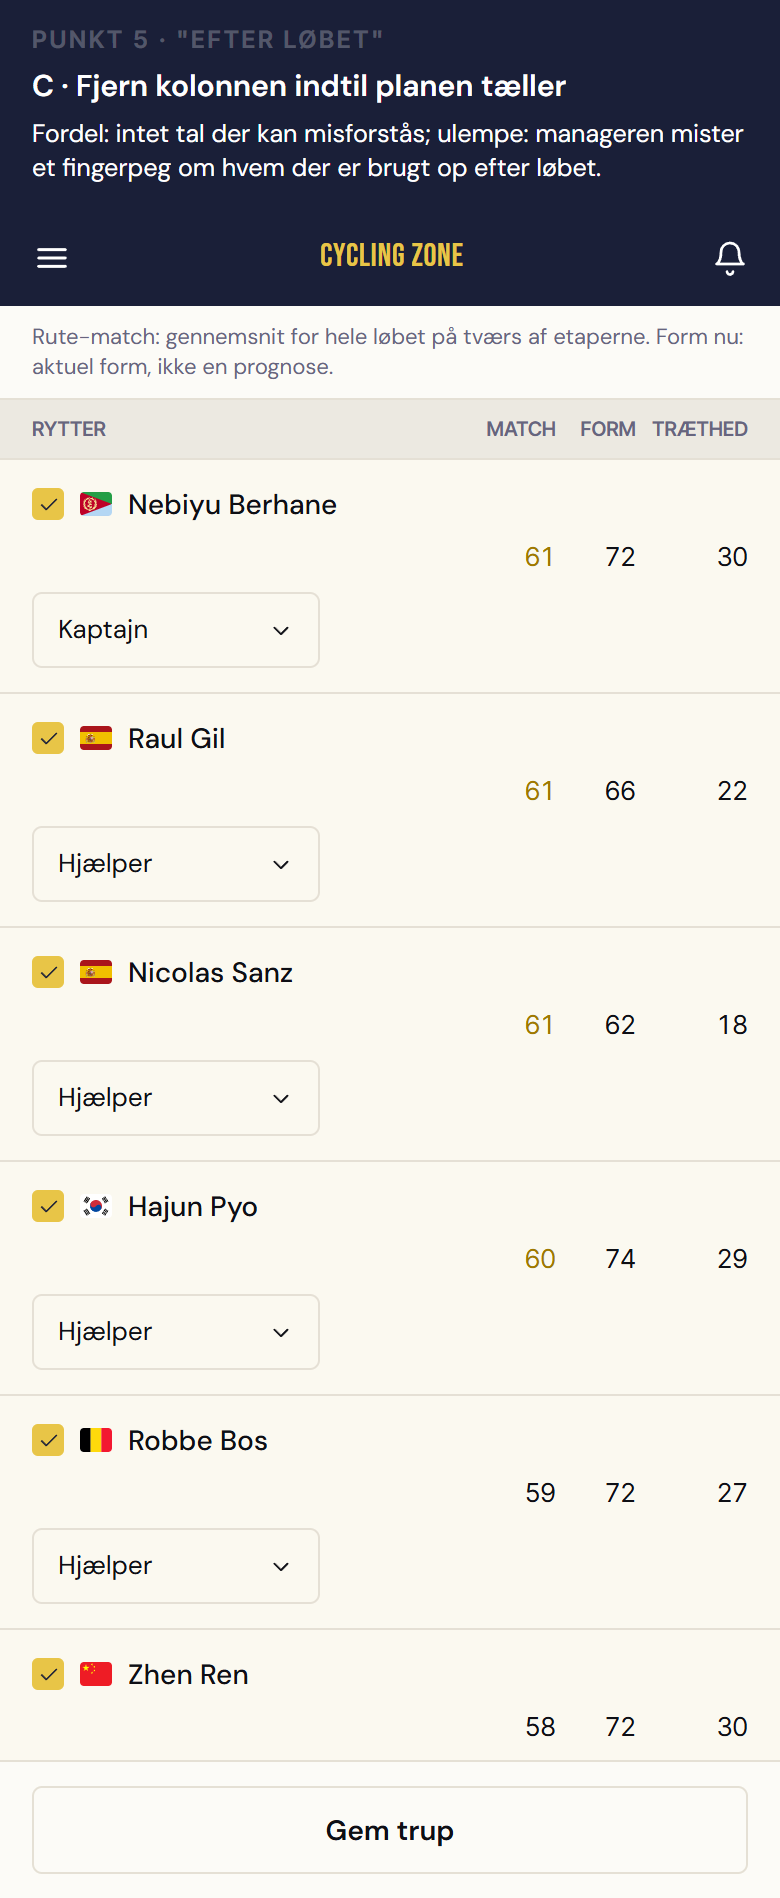 PUNKT 5 · "EFTER LØBET"
C · Fjern kolonnen indtil planen tæller
Fordel: intet tal der kan misforstås; ulempe: manageren mister
et fingerpeg om hvem der er brugt op efter løbet.
CYCLING ZONE
Rute-match: gennemsnit for hele løbet på tværs af etaperne. Form nu:
aktuel form, ikke en prognose.
RYTTER MATCH FORM TRÆTHED
Nebiyu Berhane
61 72 30
Kaptajn
Raul Gil
61 66 22
Hjælper
Nicolas Sanz
61 62 18
Hjælper
Hajun Pyo
60 74 29
Hjælper
Robbe Bos
59 72 27
Hjælper
Zhen Ren
58 72 30
Gem trup